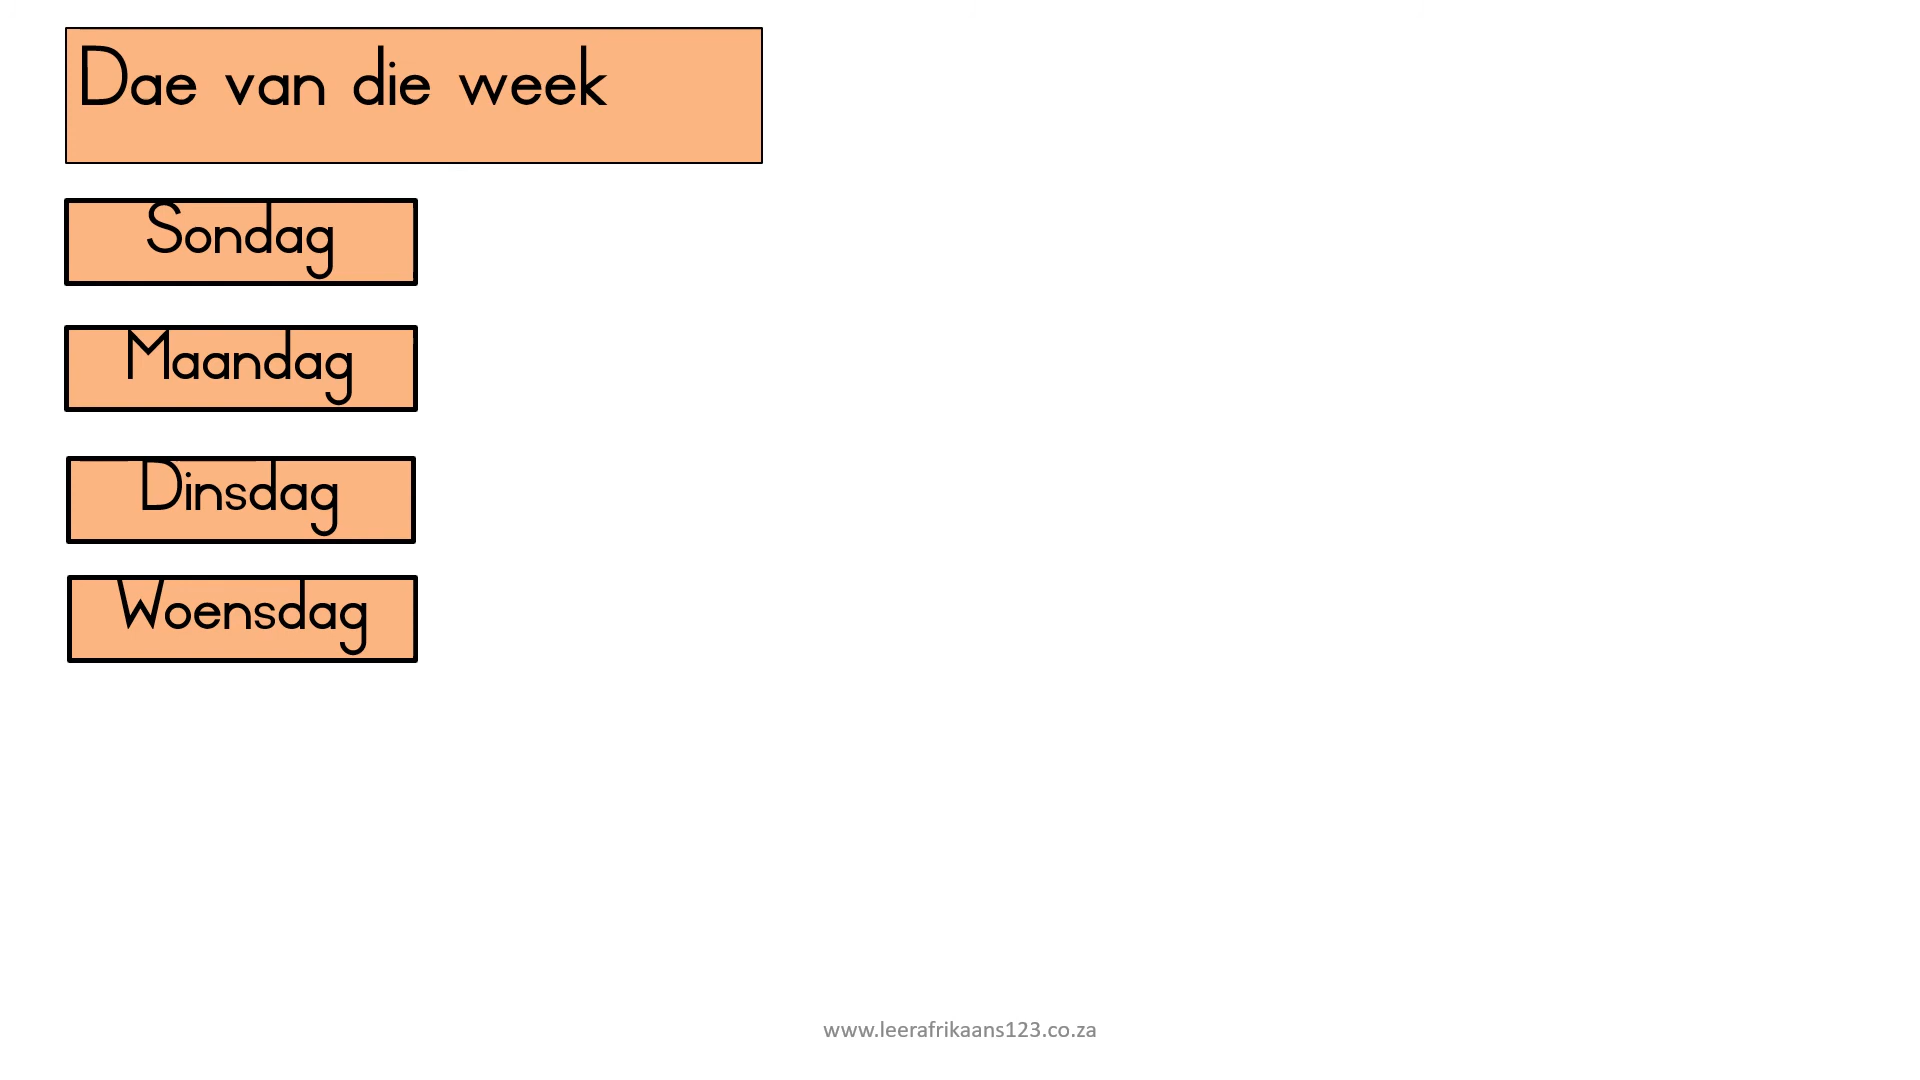 Dae van die week
Sondag
Maandag
Dinsdag
Woensdag
www.leerafrikaans123.co.za